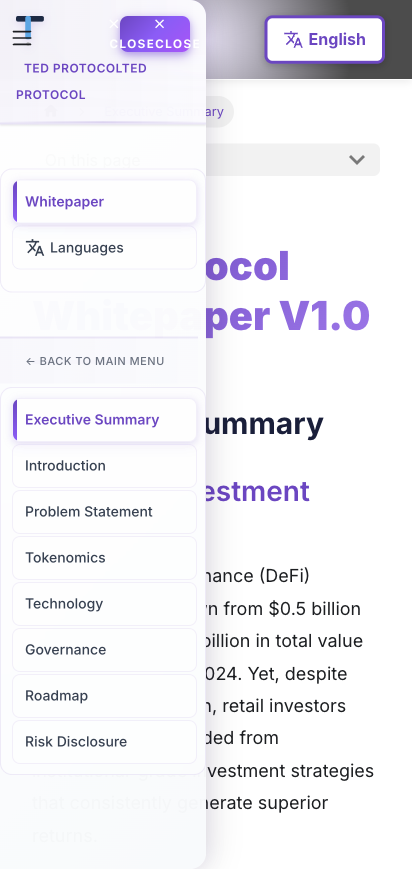 CLOSECLOSE
TED PROTOCOLTED
PROTOCOL
English
ary
On this page
Whitepaper
Languages
ocol
Whitepaper V1.0
← BACK TO MAIN MENU
Executive Summary
ummary
Introduction
estment
Problem Statement
Tokenomics
nance (DeFi)
Technology
n from $0.5 billion
billion in total value
Governance
024. Yet, despite
Roadmap
n, retail investors
Risk Disclosure
ded from
vestment strategies
that consistently generate superior
returns.